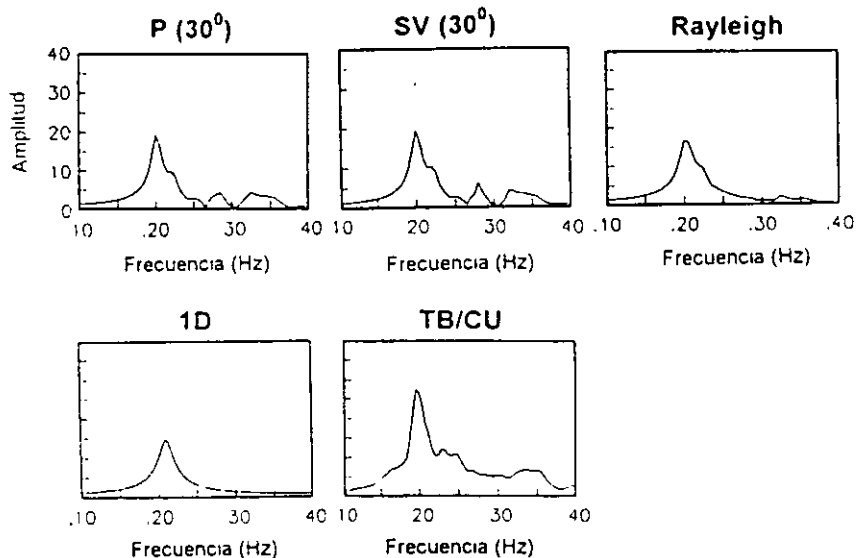 P (30⁰)
SV (30⁰)
Rayleigh
Amplitud
40
30
20
10
0
10 .20 30 40
10 20 30 40
.10 .20 .30 .40
Frecuencia (Hz)
Frecuencia (Hz)
Frecuencia (Hz)
1D
TB/CU
.10 .20 30 40
10 20 30 40
Frecuencia (Hz)
Frecuencia (Hz)